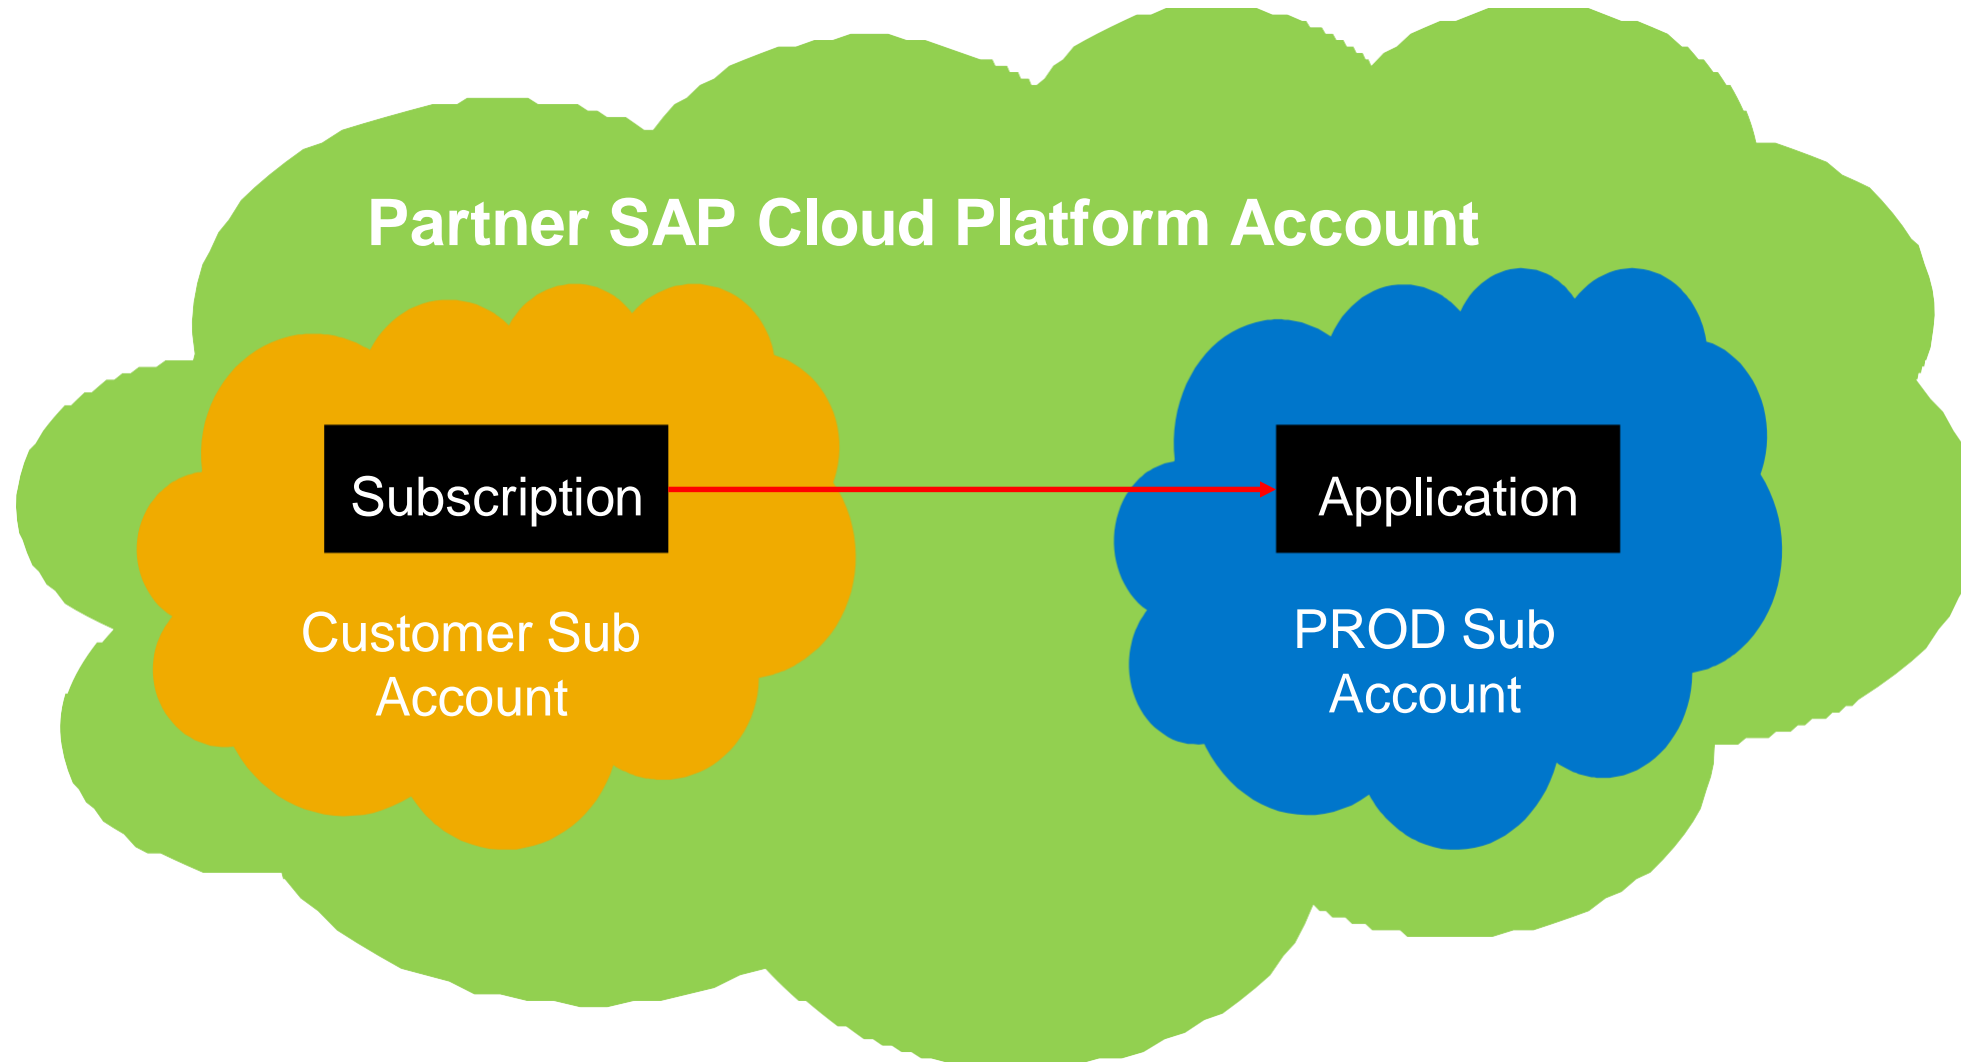 Partner SAP Cloud Platform Account
Subscription
Customer Sub
Account
Application
PROD Sub
Account